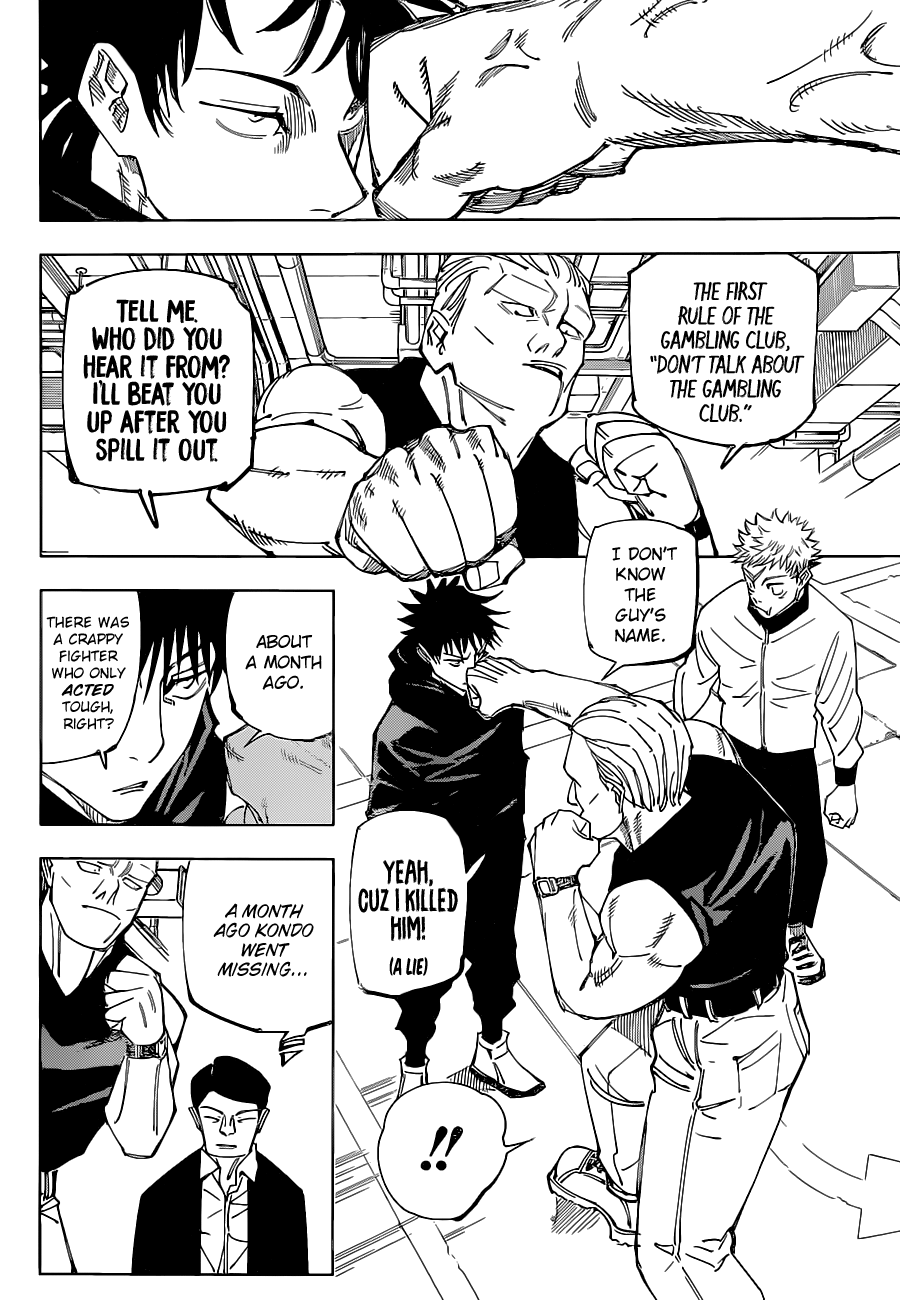 THE FIRST
RULE OF THE
GAMBLING CLUB,
"DON'T TALK ABOUT
THE GAMBLING
CLUB."
TELL ME.
WHO DID YOU
HEAR IT FROM?
I'LL BEAT YOU
UP AFTER YOU
SPILL IT OUT.
I DON'T
KNOW
THE
GUY'S
NAME.
ABOUT
A MONTH
AGO.
THERE WAS
A CRAPPY
FIGHTER
WHO ONLY
ACTED
TOUGH,
RIGHT?
A MONTH
AGO KONDO
WENT
MISSING...
YEAH,
CUZ I KILLED
HIM!
(A LIE)
!!